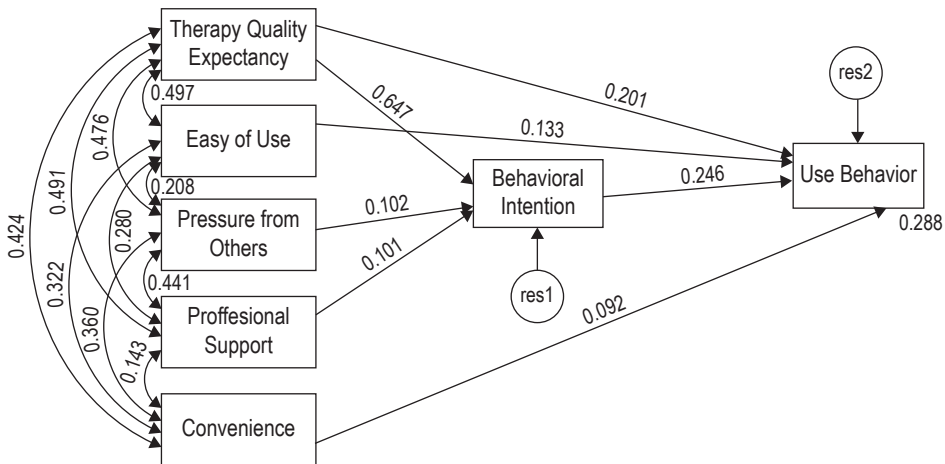 Therapy Quality
Expectancy
0.497
Easy of Use
0.208
Pressure from
Others
0.441
Proffesional
Support
0.143
Convenience
0.424
0.491
0.476
0.322
0.280
0.360
0.647
0.201
0.133
0.102
0.101
0.092
Behavioral
Intention
res1
0.246
res2
Use Behavior
0.288